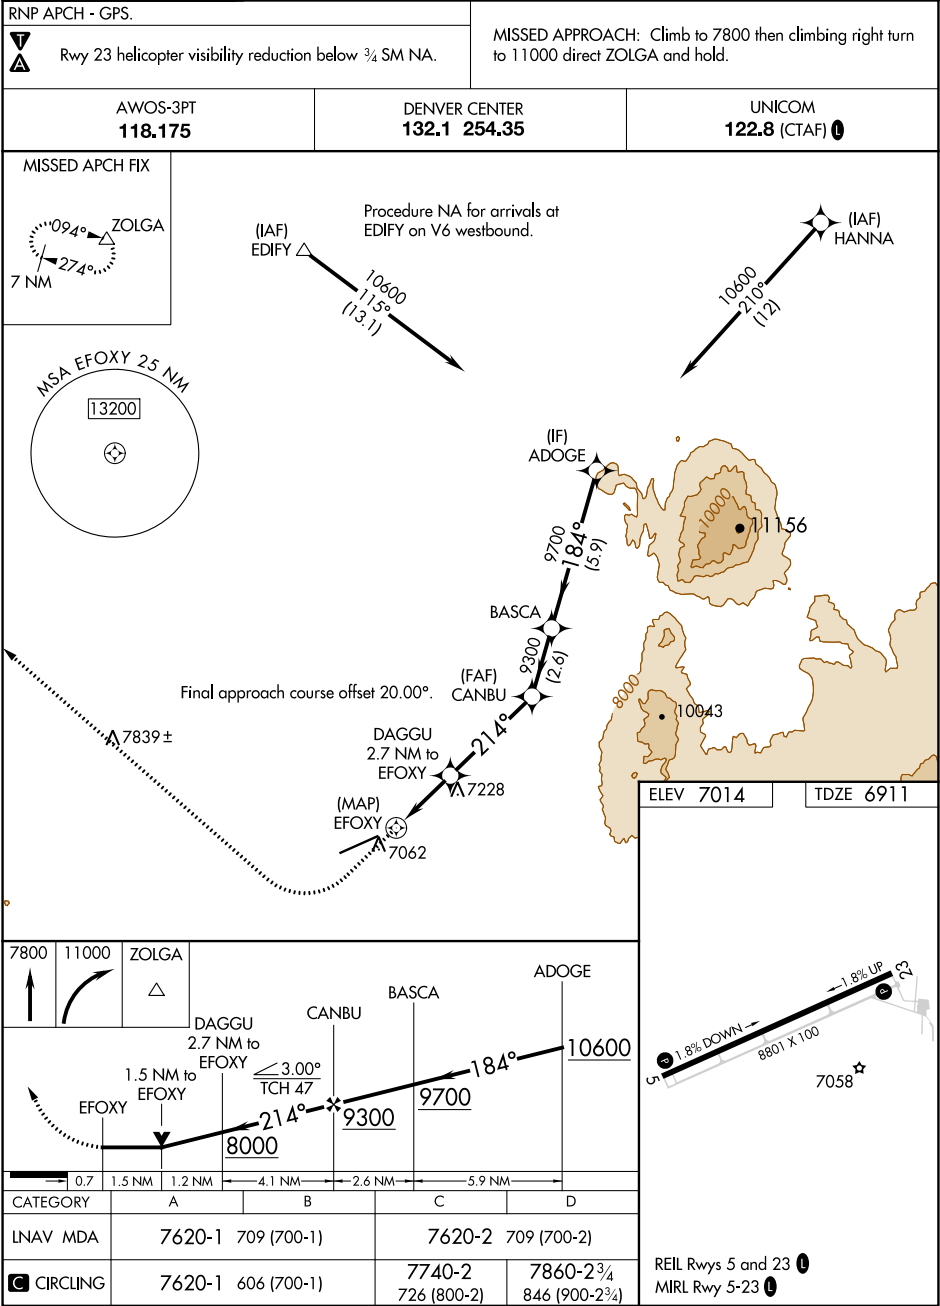 RNP APCH - GPS.
T
A
Rwy 23 helicopter visibility reduction below ¾ SM NA.
MISSED APPROACH: Climb to 7800 then climbing right turn
to 11000 direct ZOLGA and hold.
AWOS-3PT
118.175
DENVER CENTER
132.1 254.35
UNICOM
122.8 (CTAF) L
MISSED APCH FIX
094°
ZOLGA
274°
7 NM
(IAF)
EDIFY
Procedure NA for arrivals at
EDIFY on V6 westbound.
(IAF)
HANNA
10600
115°
(13.1)
10600
210°
(12)
MSA EFOXY 25 NM
13200
(IF)
ADOGE
10000
11156
9700
184°
(5.9)
BASCA
9300
(2.6)
(FAF)
CANBU
8000
10043
Final approach course offset 20.00°.
214°
DAGGU
2.7 NM to
EFOXY
7839±
7228
(MAP)
EFOXY
7062
ELEV 7014
TDZE 6911
7800
11000
ZOLGA
ADOGE
BASCA
CANBU
DAGGU
2.7 NM to
EFOXY
1.5 NM to
EFOXY
EFOXY
3.00°
TCH 47
184°
10600
214°
9700
9300
8000
0.7
1.5 NM
1.2 NM
4.1 NM
2.6 NM
5.9 NM
1.8% UP
23
P
1.8% DOWN
P
8801 X 100
5
7058
CATEGORY A B C D
LNAV MDA 7620-1 709 (700-1) 7620-2 709 (700-2)
C CIRCLING 7620-1 606 (700-1) 7740-2 726 (800-2) 7860-2¾ 846 (900-2¾)
REIL Rwys 5 and 23 L
MIRL Rwy 5-23 L